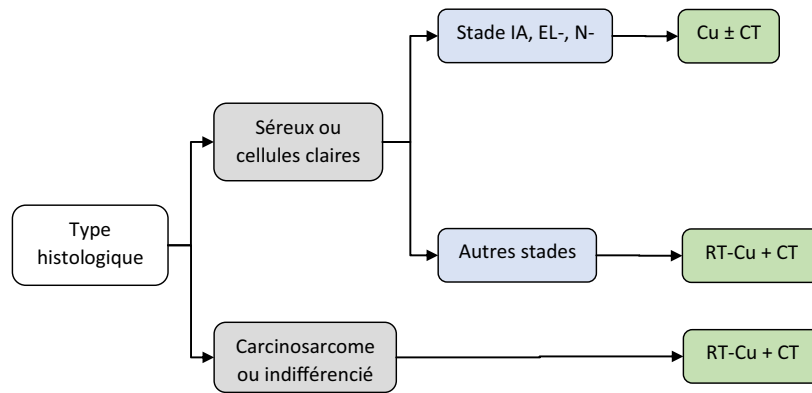 Type
histologique
Séreux ou
cellules claires
Stade IA, EL-, N-
Cu ± CT
Autres stades
RT-Cu + CT
Carcinosarcome
ou indifférencié
RT-Cu + CT